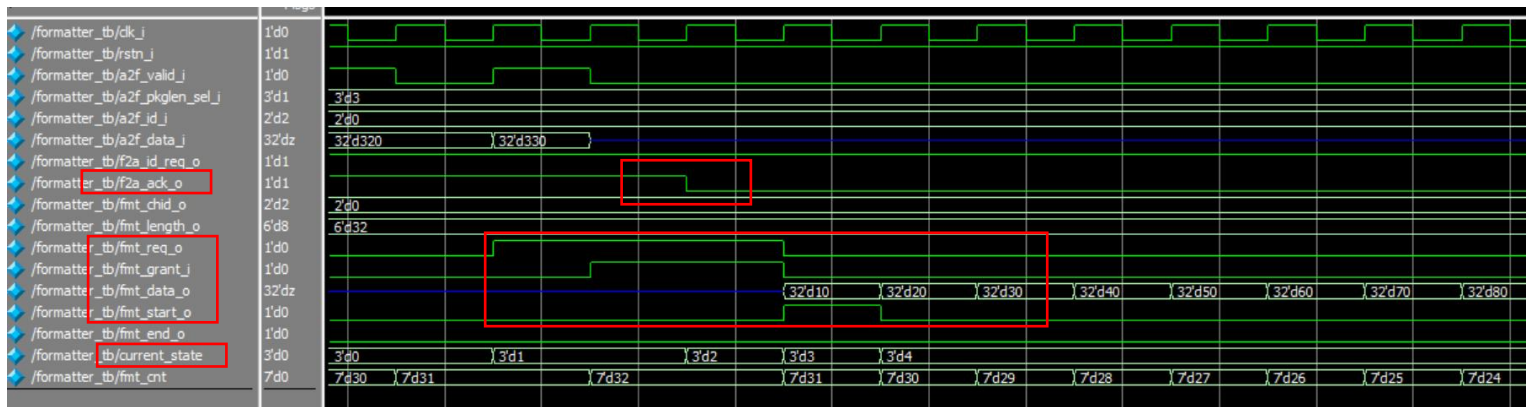 Msgs
/formatter_tb/clk_i 1'd0
/formatter_tb/rstn_i 1'd1
/formatter_tb/a2f_valid_i 1'd0
/formatter_tb/a2f_pkglen_sel_i 3'd1 3'd3
/formatter_tb/a2f_id_i 2'd2 2'd0
/formatter_tb/a2f_data_i 32'dz 32'd320 32'd330
/formatter_tb/f2a_id_req_o 1'd1
/formatter_tb/f2a_ack_o 1'd1
/formatter_tb/fmt_chid_o 2'd2 2'd0
/formatter_tb/fmt_length_o 6'd8 6'd32
/formatter_tb/fmt_req_o 1'd0
/formatter_tb/fmt_grant_i 1'd0
/formatter_tb/fmt_data_o 32'dz 32'd10 32'd20 32'd30 32'd40 32'd50 32'd60 32'd70 32'd80
/formatter_tb/fmt_start_o 1'd0
/formatter_tb/fmt_end_o 1'd0
/formatter_tb/current_state 3'd0 3'd0 3'd1 3'd2 3'd3 3'd4
/formatter_tb/fmt_cnt 7'd0 7'd30 7'd31 7'd32 7'd31 7'd30 7'd29 7'd28 7'd27 7'd26 7'd25 7'd24